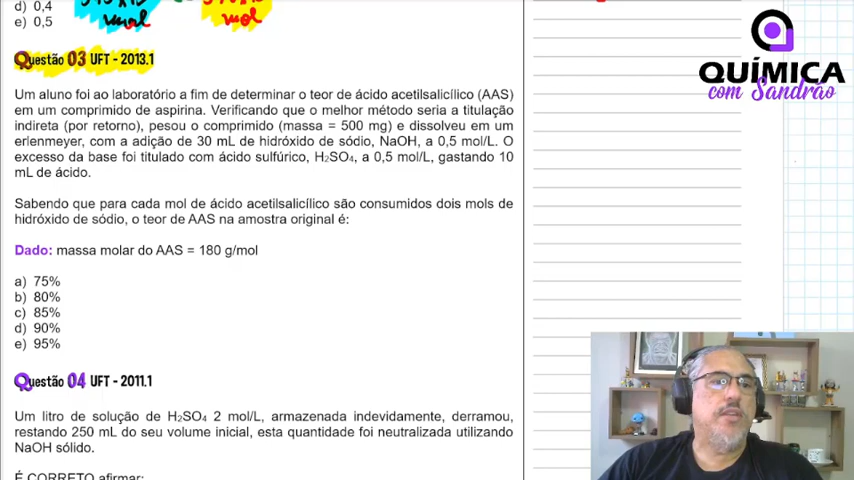 d) 0,4
e) 0,5
mol
mol
Questão 03 UFT - 2013.1
Um aluno foi ao laboratório a fim de determinar o teor de ácido acetilsalicílico (AAS)
em um comprimido de aspirina. Verificando que o melhor método seria a titulação
indireta (por retorno), pesou o comprimido (massa = 500 mg) e dissolveu em um
erlenmeyer, com a adição de 30 mL de hidróxido de sódio, NaOH, a 0,5 mol/L. O
excesso da base foi titulado com ácido sulfúrico, H₂SO₄, a 0,5 mol/L, gastando 10
mL de ácido.
Sabendo que para cada mol de ácido acetilsalicílico são consumidos dois mols de
hidróxido de sódio, o teor de AAS na amostra original é:
Dado: massa molar do AAS = 180 g/mol
a) 75%
b) 80%
c) 85%
d) 90%
e) 95%
Questão 04 UFT - 2011.1
Um litro de solução de H₂SO₄ 2 mol/L, armazenada indevidamente, derramou,
restando 250 mL do seu volume inicial, esta quantidade foi neutralizada utilizando
NaOH sólido.
É CORRETO afirmar:
QUÍMICA
com Sandrão